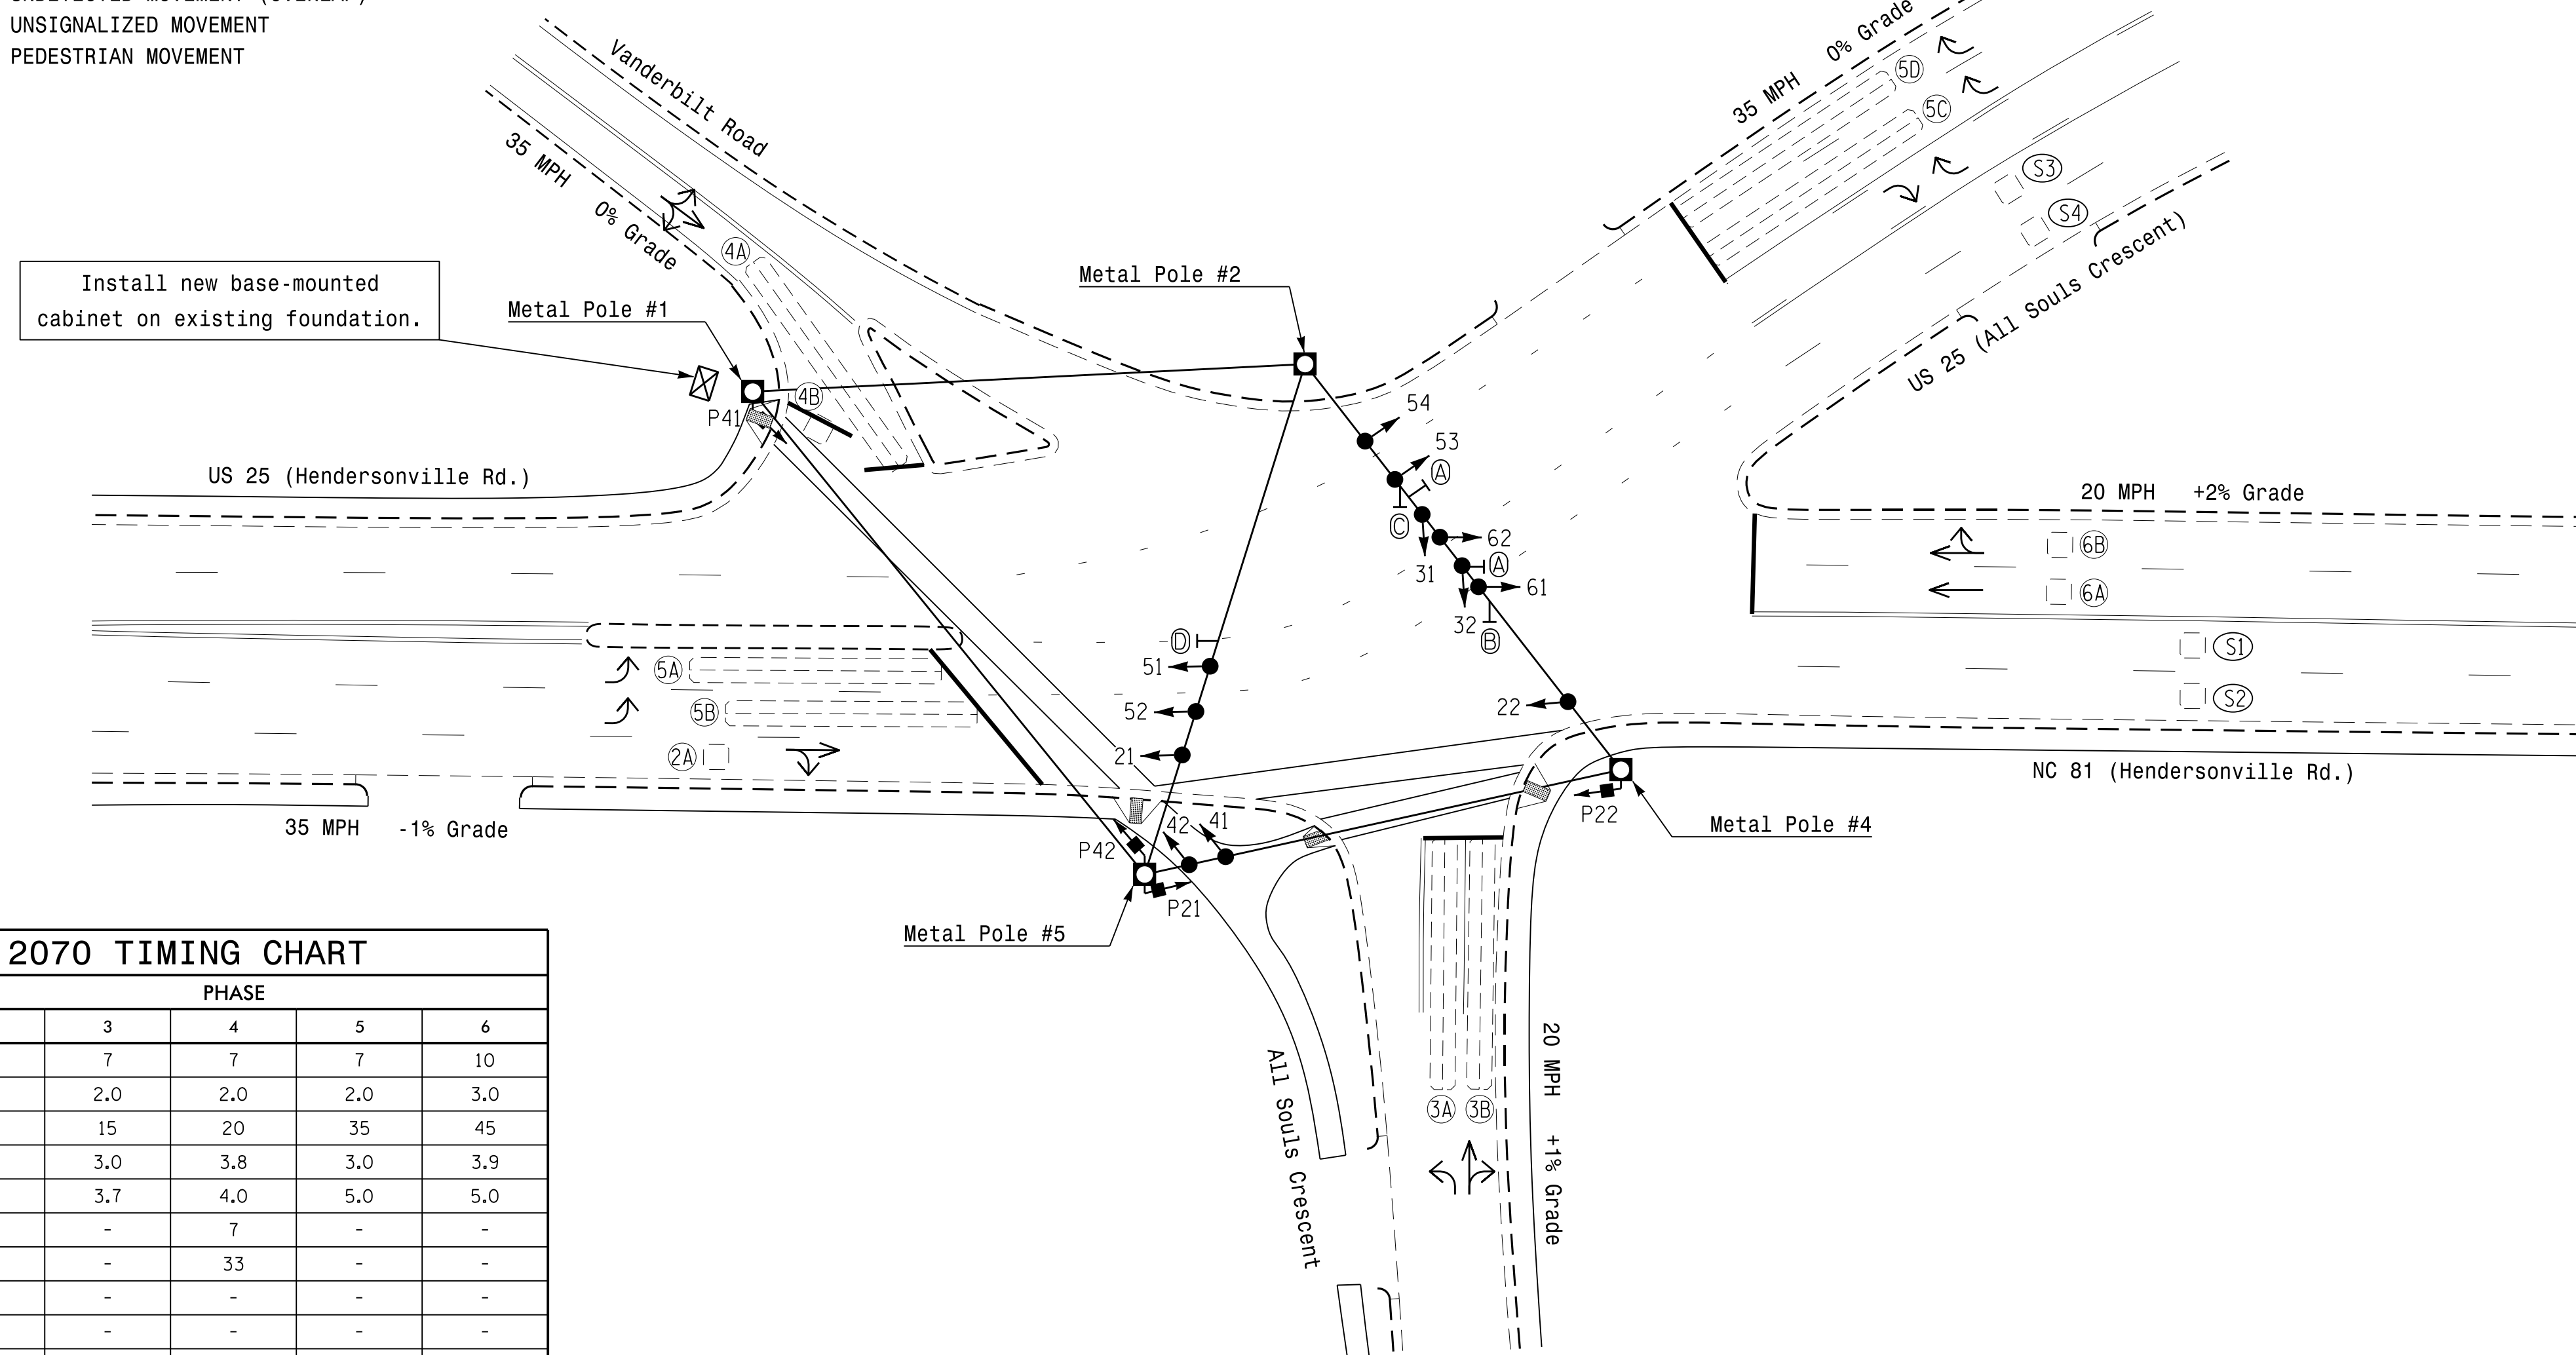 UNSIGNALIZED MOVEMENT
PEDESTRIAN MOVEMENT
Vanderbilt Road
35 MPH 0% Grade
4A
Install new base-mounted
cabinet on existing foundation.
Metal Pole #1
Metal Pole #2
4B
P41
US 25 (Hendersonville Rd.)
35 MPH 0% Grade
5D
5C
S3
S4
US 25 (All Souls Crescent)
54
53
A
C
62
31
A
61
32
B
D
51
52
21
22
20 MPH +2% Grade
6B
6A
S1
S2
5A
5B
2A
35 MPH -1% Grade
NC 81 (Hendersonville Rd.)
P22
Metal Pole #4
42
41
P42
P21
Metal Pole #5
3A 3B
All Souls Crescent
20 MPH +1% Grade
2070 TIMING CHART
PHASE
3 4 5 6
7 7 7 10
2.0 2.0 2.0 3.0
15 20 35 45
3.0 3.8 3.0 3.9
3.7 4.0 5.0 5.0
- 7 - -
- 33 - -
- - - -
- - - -